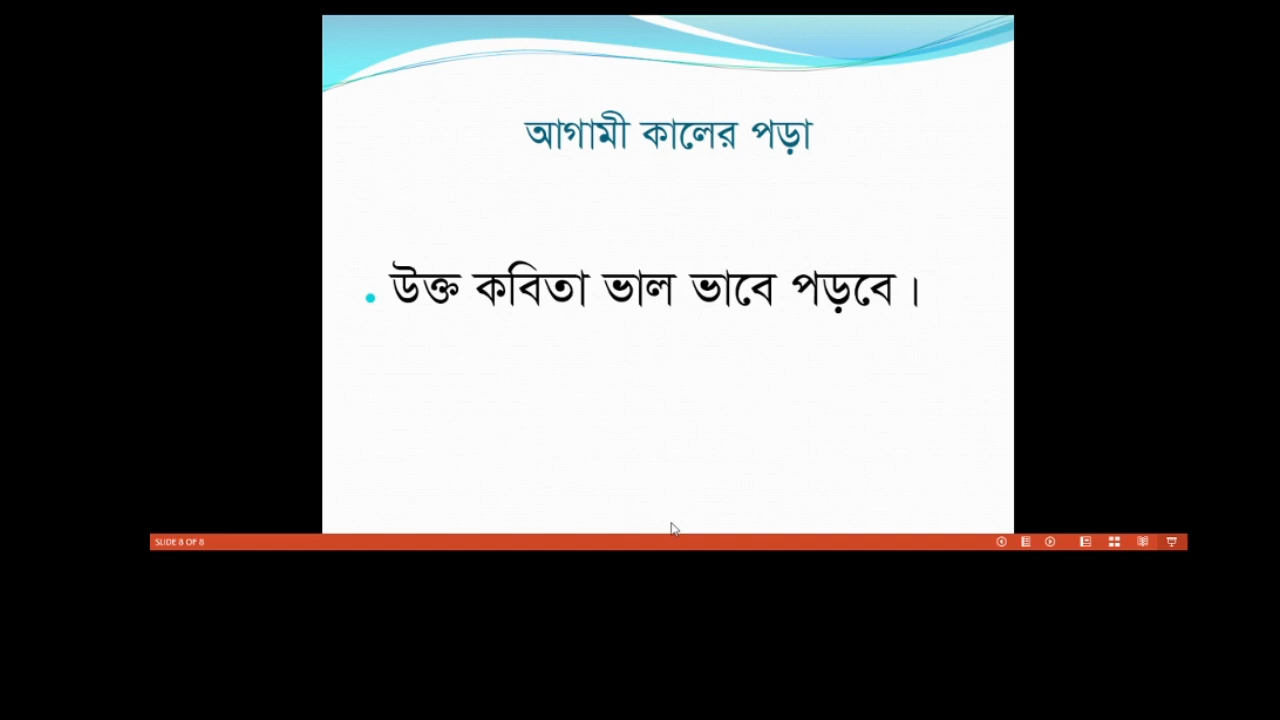 আগামী কালের পড়া
• উক্ত কবিতা ভাল ভাবে পড়বে।
SLIDE 8 OF 8